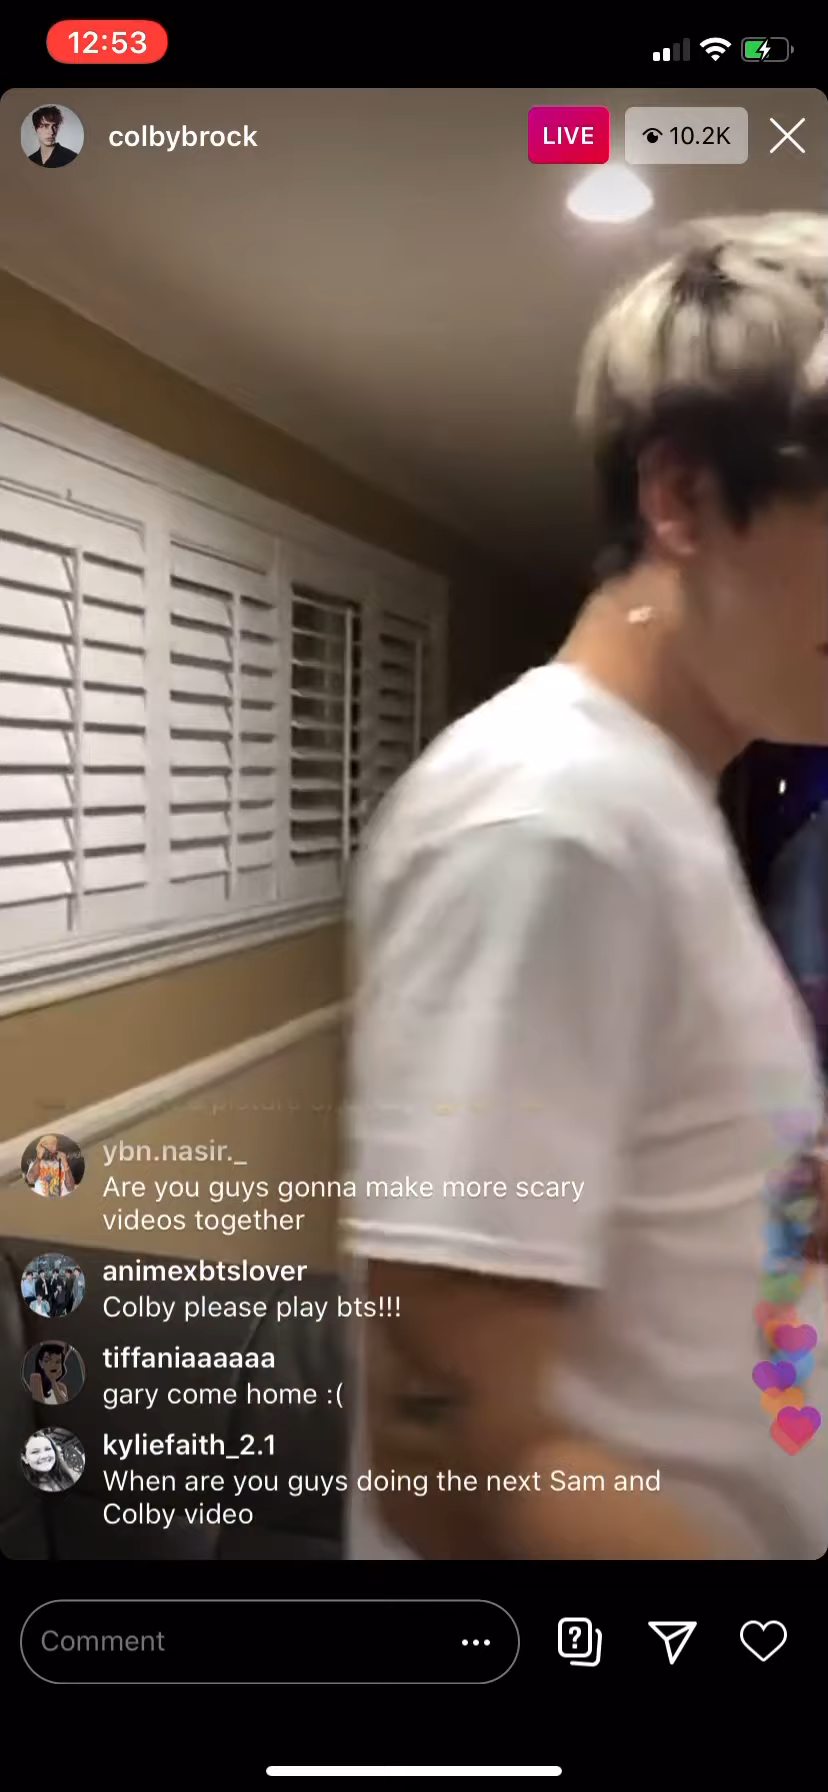 12:53
colbybrock
LIVE
10.2K
ybn.nasir._
Are you guys gonna make more scary
videos together
animexbtslover
Colby please play bts!!!
tiffaniaaaaaa
gary come home :(
kyliefaith_2.1
When are you guys doing the next Sam and
Colby video
Comment